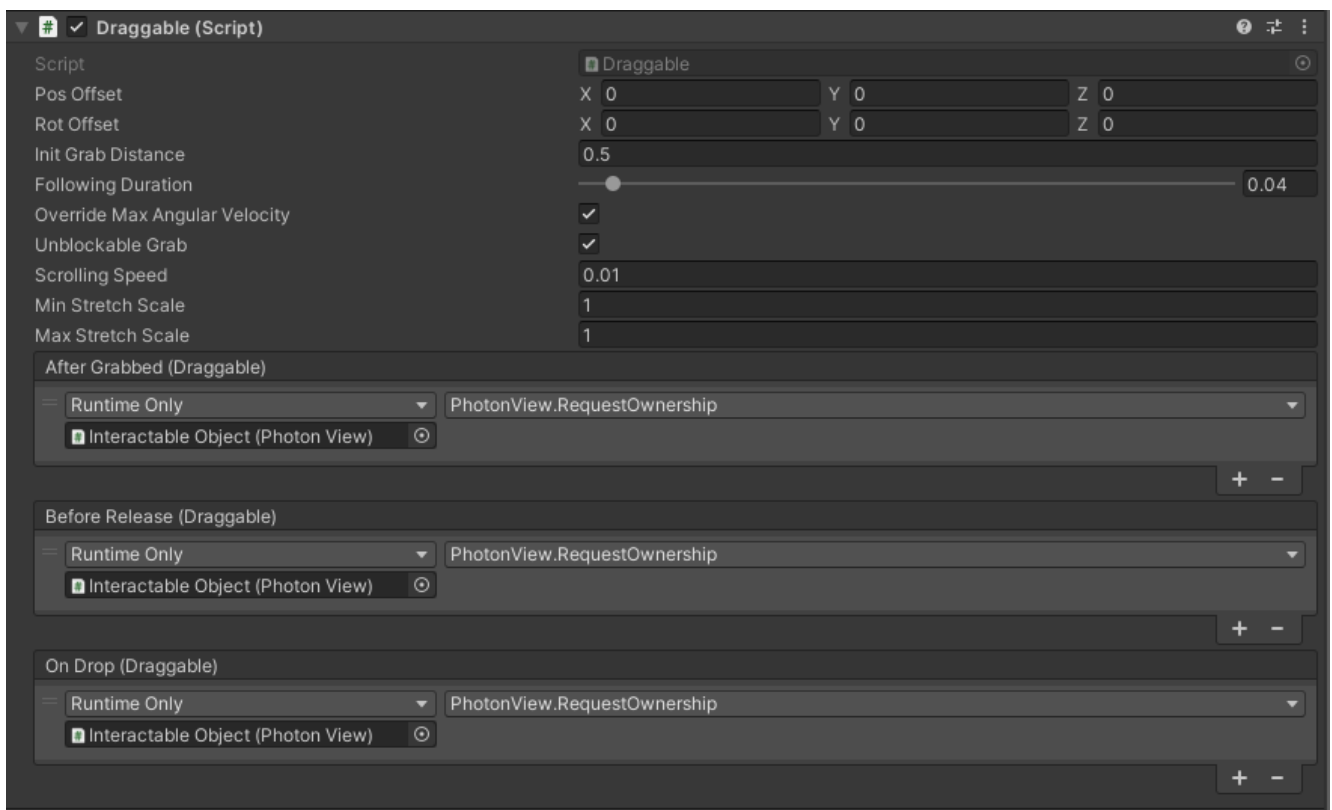 Draggable (Script)
Script Draggable
Pos Offset X 0 Y 0 Z 0
Rot Offset X 0 Y 0 Z 0
Init Grab Distance 0.5
Following Duration 0.04
Override Max Angular Velocity
Unblockable Grab
Scrolling Speed 0.01
Min Stretch Scale 1
Max Stretch Scale 1
After Grabbed (Draggable)
Runtime Only PhotonView.RequestOwnership
Interactable Object (Photon View)
+ −
Before Release (Draggable)
Runtime Only PhotonView.RequestOwnership
Interactable Object (Photon View)
+ −
On Drop (Draggable)
Runtime Only PhotonView.RequestOwnership
Interactable Object (Photon View)
+ −